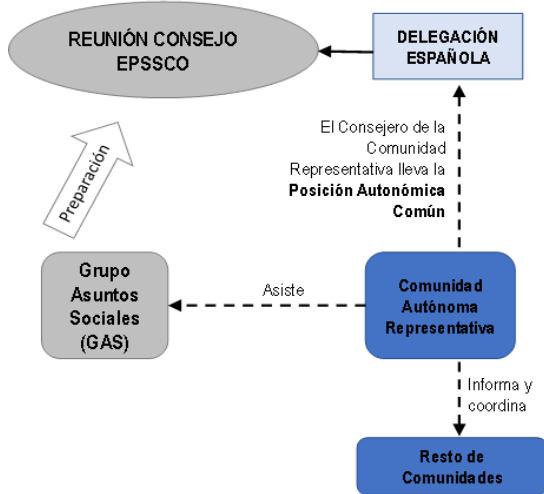 REUNIÓN CONSEJO
EPSSCO
DELEGACIÓN
ESPAÑOLA
El Consejero de la
Comunidad
Representativa lleva la
Posición Autonómica
Común
Preparación
Grupo
Asuntos
Sociales
(GAS)
Asiste
Comunidad
Autónoma
Representativa
Informa y
coordina
Resto de
Comunidades